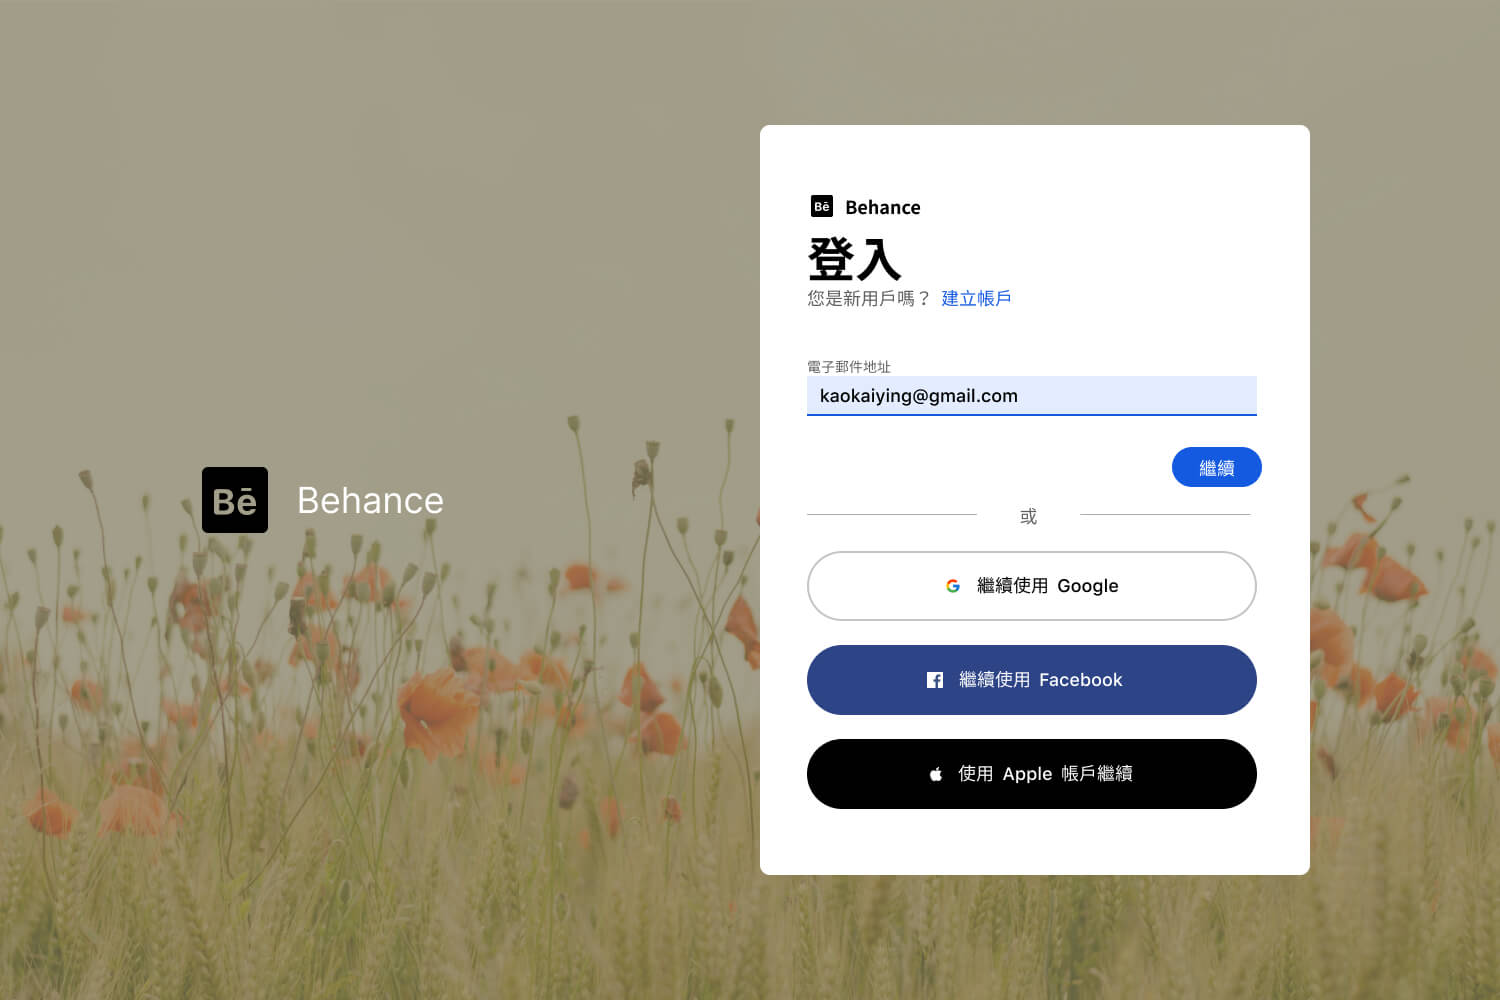 Bē Behance
Bē Behance
登入
您是新用戶嗎？ 建立帳戶
電子郵件地址
kaokaiying@gmail.com
繼續
或
繼續使用 Google
繼續使用 Facebook
使用 Apple 帳戶繼續